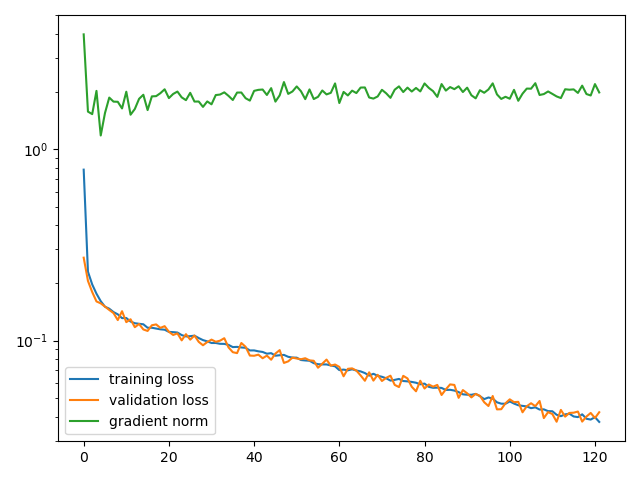 10⁰
10⁻¹
training loss
validation loss
gradient norm
0 20 40 60 80 100 120